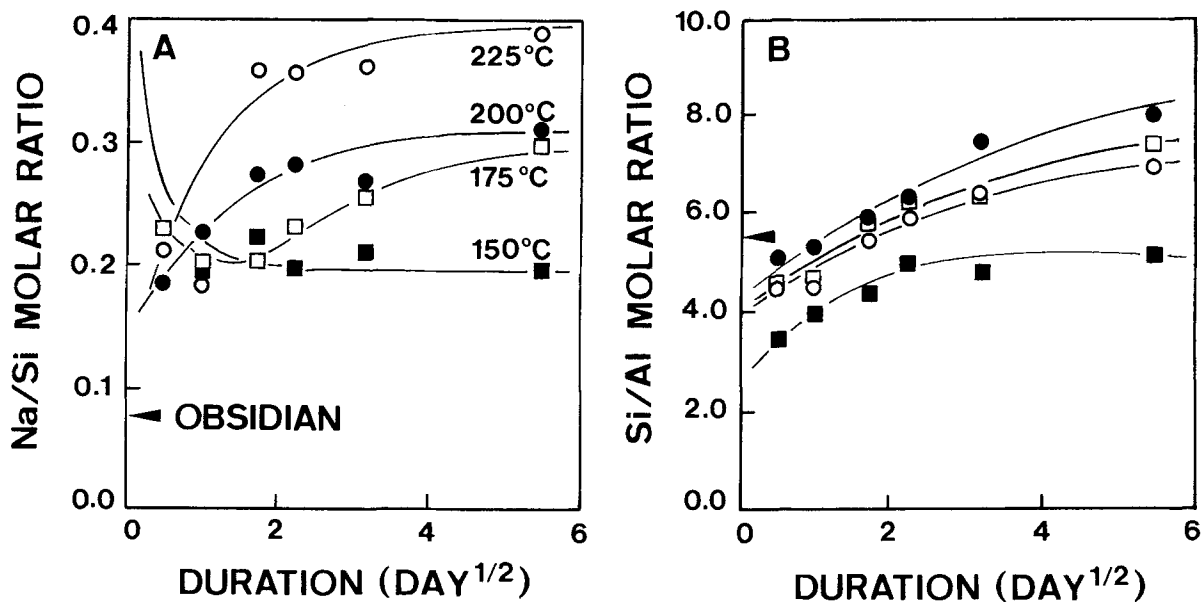 A
0.4
0.3
0.2
0.1
0.0
Na/Si MOLAR RATIO
225°C
200°C
175°C
150°C
OBSIDIAN
0
2
4
6
DURATION (DAY1/2)
B
10.0
8.0
6.0
4.0
2.0
0.0
Si/Al MOLAR RATIO
0
2
4
6
DURATION (DAY1/2)